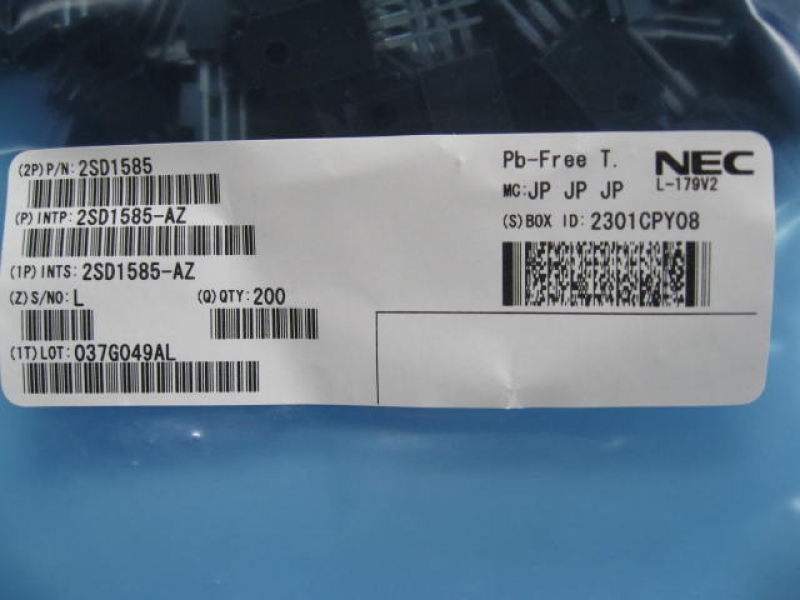 (2P)P/N: 2SD1585
(P)INTP: 2SD1585-AZ
(1P)INTS: 2SD1585-AZ
(Z)S/NO: L (Q)QTY: 200
(1T)LOT: 037G049AL
Pb-Free T. NEC
MC: JP JP JP L-179V2
(S)BOX ID: 2301CPY08